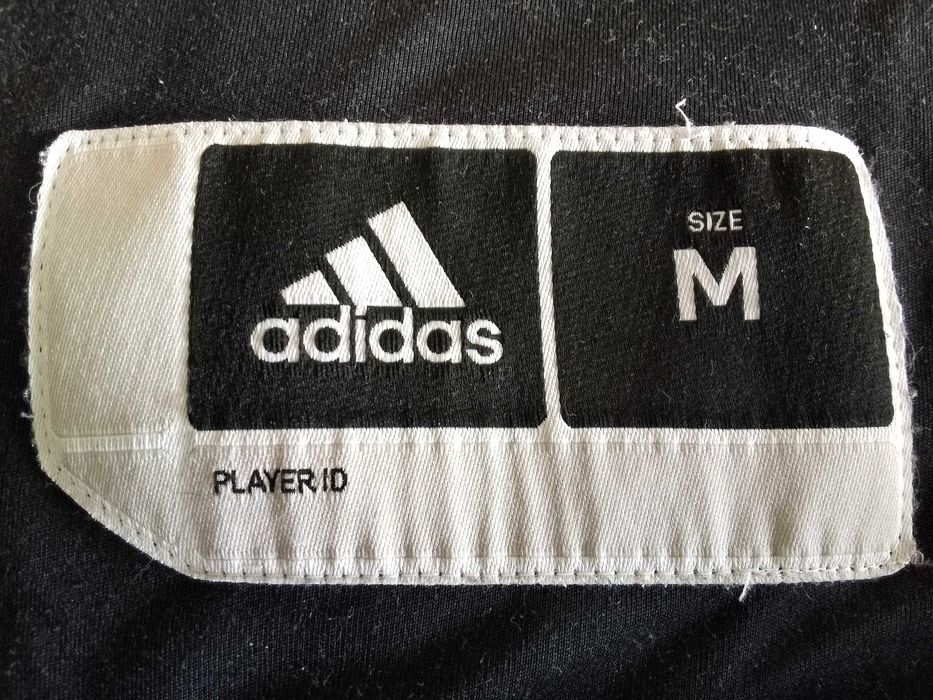 adidas
SIZE
M
PLAYER ID